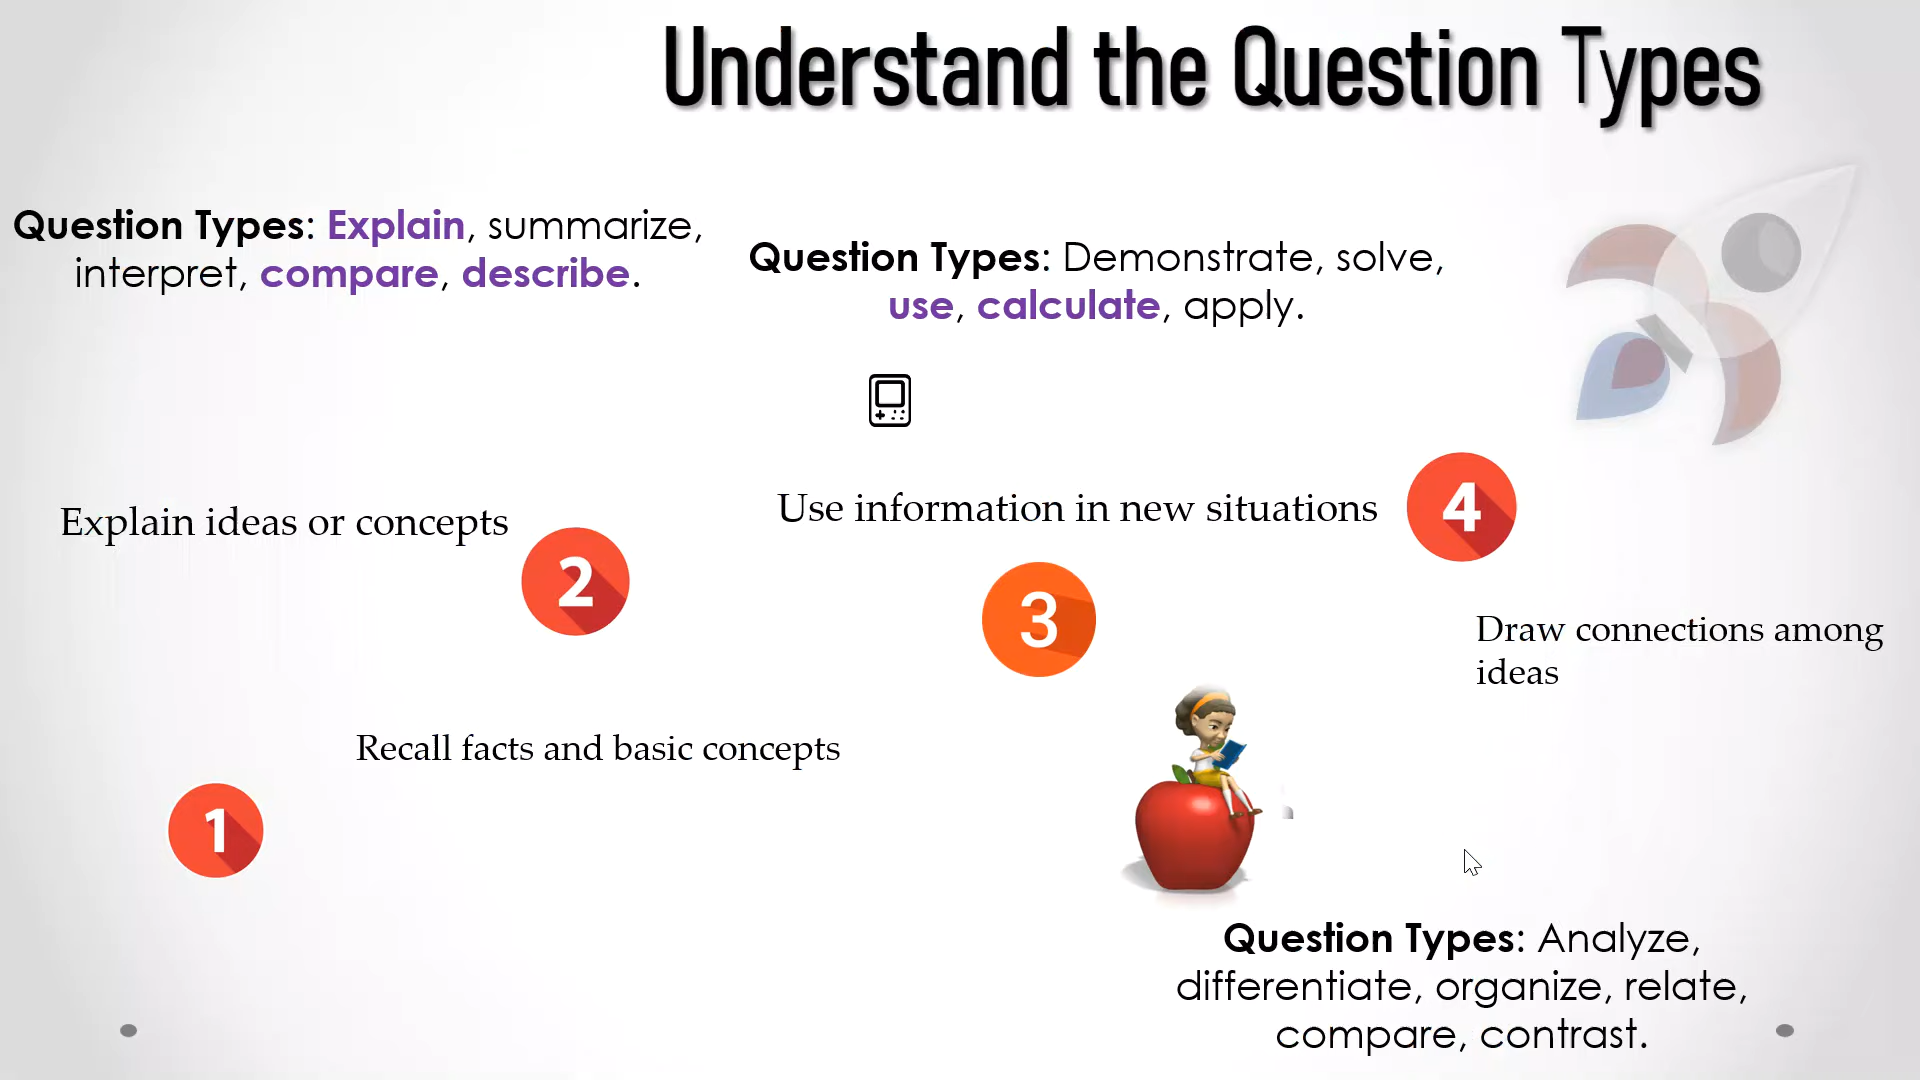 Understand the Question Types
Question Types: Explain, summarize,
interpret, compare, describe.
Question Types: Demonstrate, solve,
use, calculate, apply.
Explain ideas or concepts
2
Use information in new situations
4
3
Draw connections among
ideas
Recall facts and basic concepts
1
Question Types: Analyze,
differentiate, organize, relate,
compare, contrast.